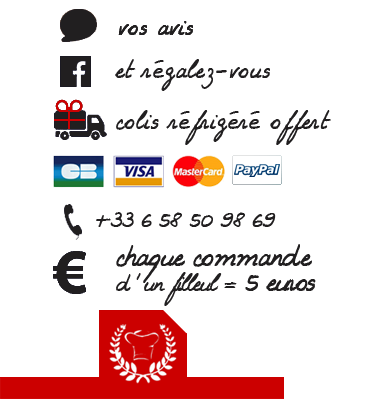 vos avis
et régalez-vous
colis réfrigéré offert
CB VISA MasterCard PayPal
+33 6 58 50 98 69
€ chaque commande
d'un filleul = 5 euros